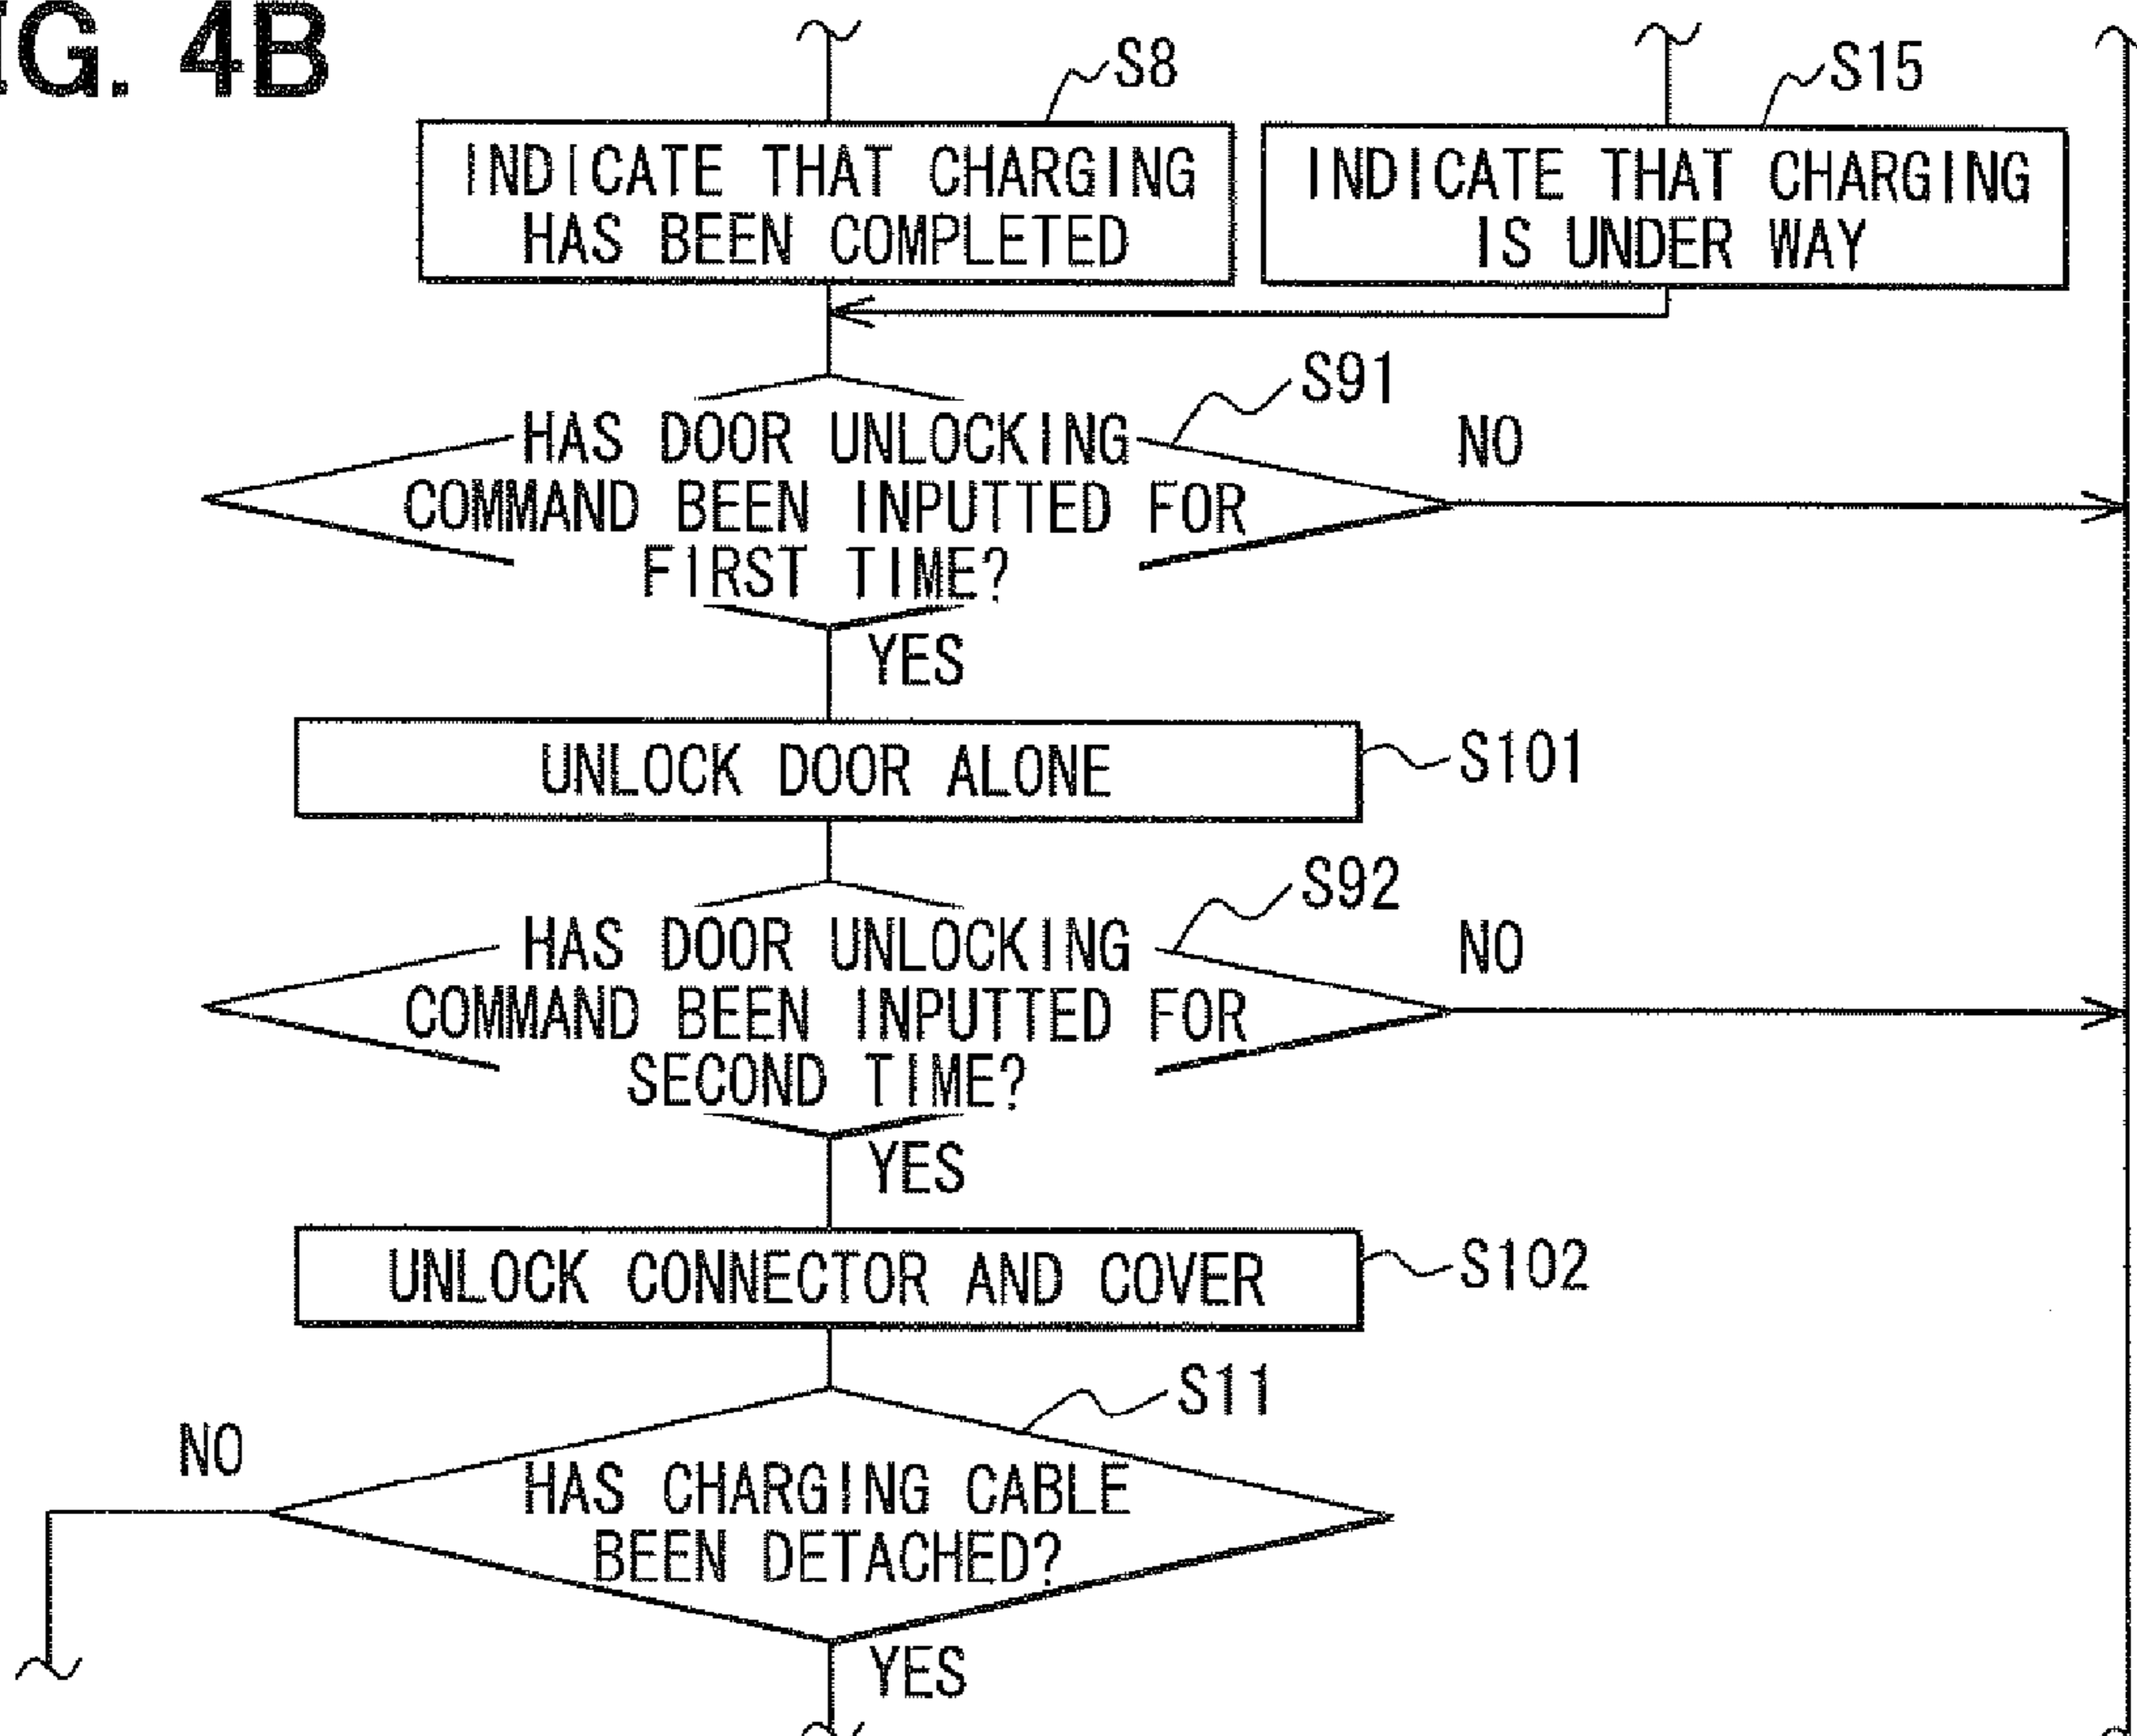 IG. 4B
S8
S15
INDICATE THAT CHARGING
HAS BEEN COMPLETED
INDICATE THAT CHARGING
IS UNDER WAY
S91
HAS DOOR UNLOCKING
COMMAND BEEN INPUTTED FOR
FIRST TIME?
NO
YES
UNLOCK DOOR ALONE
S101
S92
HAS DOOR UNLOCKING
COMMAND BEEN INPUTTED FOR
SECOND TIME?
NO
YES
UNLOCK CONNECTOR AND COVER
S102
S11
NO
HAS CHARGING CABLE
BEEN DETACHED?
YES